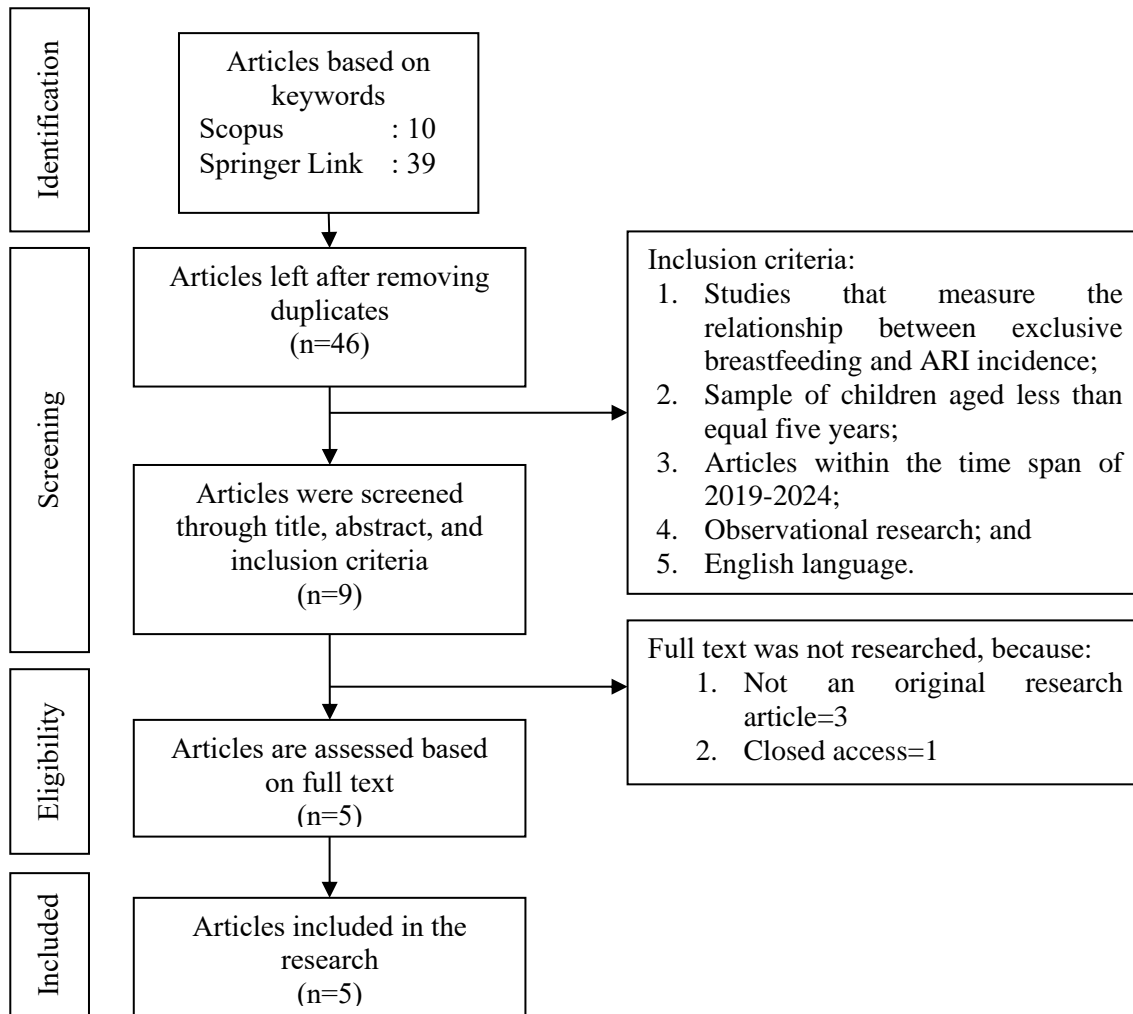 Identification
Articles based on
keywords
Scopus : 10
Springer Link : 39
Screening
Articles left after removing
duplicates
(n=46)
Inclusion criteria:
1. Studies that measure the
relationship between exclusive
breastfeeding and ARI incidence;
2. Sample of children aged less than
equal five years;
3. Articles within the time span of
2019-2024;
4. Observational research; and
5. English language.
Articles were screened
through title, abstract, and
inclusion criteria
(n=9)
Full text was not researched, because:
1. Not an original research
article=3
2. Closed access=1
Eligibility
Articles are assessed based
on full text
(n=5)
Included
Articles included in the
research
(n=5)